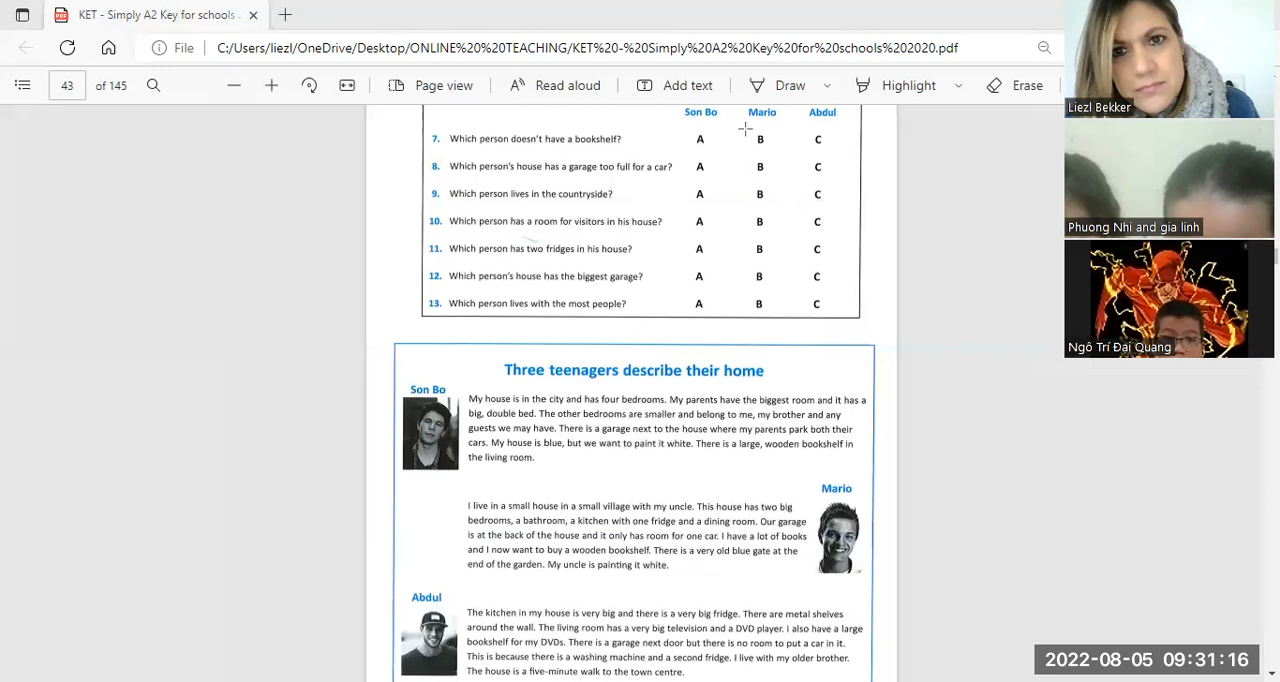 KET - Simply A2 Key for schools
File C:/Users/liezl/OneDrive/Desktop/ONLINE%20%20TEACHING/KET%20-%20Simply%20A2%20Key%20for%20schools%202020.pdf
43 of 145 Page view Read aloud Add text Draw Highlight Erase
Son Bo Mario Abdul
7. Which person doesn't have a bookshelf? A B C
8. Which person's house has a garage too full for a car? A B C
9. Which person lives in the countryside? A B C
10. Which person has a room for visitors in his house? A B C
11. Which person has two fridges in his house? A B C
12. Which person's house has the biggest garage? A B C
13. Which person lives with the most people? A B C
Three teenagers describe their home
Son Bo
My house is in the city and has four bedrooms. My parents have the biggest room and it has a
big, double bed. The other bedrooms are smaller and belong to me, my brother and any
guests we may have. There is a garage next to the house where my parents park both their
cars. My house is blue, but we want to paint it white. There is a large, wooden bookshelf in
the living room.
Mario
I live in a small house in a small village with my uncle. This house has two big
bedrooms, a bathroom, a kitchen with one fridge and a dining room. Our garage
is at the back of the house and it only has room for one car. I have a lot of books
and I now want to buy a wooden bookshelf. There is a very old blue gate at the
end of the garden. My uncle is painting it white.
Abdul
The kitchen in my house is very big and there is a very big fridge. There are metal shelves
around the wall. The living room has a very big television and a DVD player. I also have a large
bookshelf for my DVDs. There is a garage next door but there is no room to put a car in it.
This is because there is a washing machine and a second fridge. I live with my older brother.
The house is a five-minute walk to the town centre.
Liezl Bekker
Phuong Nhi and gia linh
Ngô Trí Đại Quang
2022-08-05 09:31:16